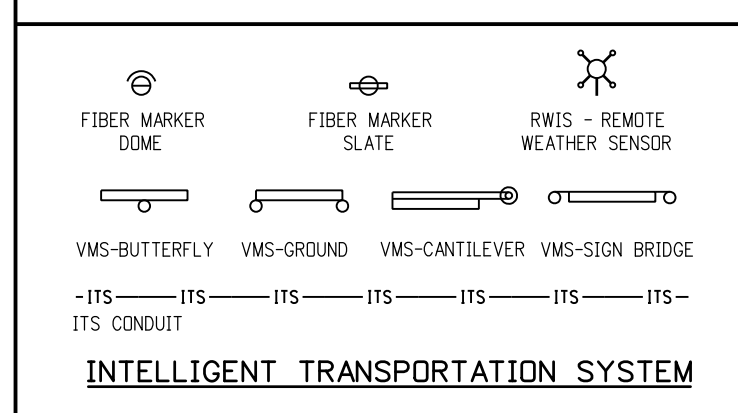 FIBER MARKER
DOME
FIBER MARKER
SLATE
RWIS - REMOTE
WEATHER SENSOR
VMS-BUTTERFLY
VMS-GROUND
VMS-CANTILEVER
VMS-SIGN BRIDGE
-ITS——ITS——ITS——ITS——ITS——ITS——ITS-
ITS CONDUIT
INTELLIGENT TRANSPORTATION SYSTEM